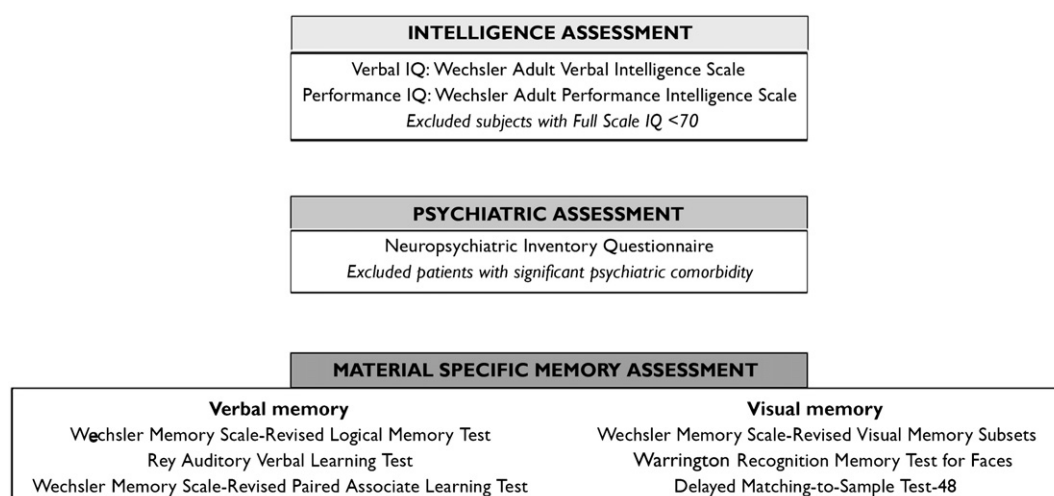 INTELLIGENCE ASSESSMENT
Verbal IQ: Wechsler Adult Verbal Intelligence Scale
Performance IQ: Wechsler Adult Performance Intelligence Scale
Excluded subjects with Full Scale IQ <70
PSYCHIATRIC ASSESSMENT
Neuropsychiatric Inventory Questionnaire
Excluded patients with significant psychiatric comorbidity
MATERIAL SPECIFIC MEMORY ASSESSMENT
Verbal memory
Wechsler Memory Scale-Revised Logical Memory Test
Rey Auditory Verbal Learning Test
Wechsler Memory Scale-Revised Paired Associate Learning Test
Visual memory
Wechsler Memory Scale-Revised Visual Memory Subsets
Warrington Recognition Memory Test for Faces
Delayed Matching-to-Sample Test-48